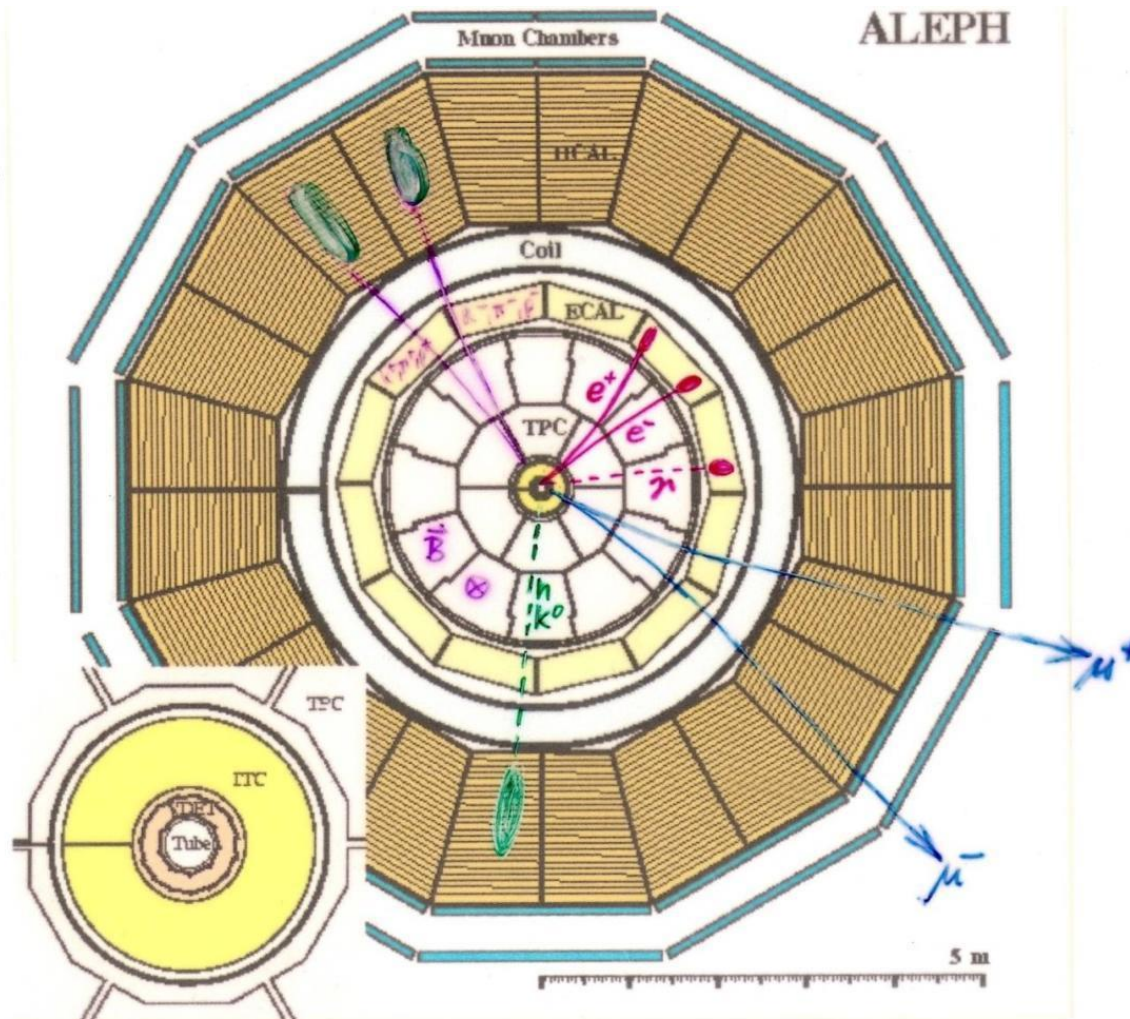 ALEPH
Muon Chambers
HCAL
Coil
ECAL
e+
TPC
e-
γ
B⃗
⊗
n
K⁰
μ+
μ-
TPC
ITC
VDET
Tube
5 m